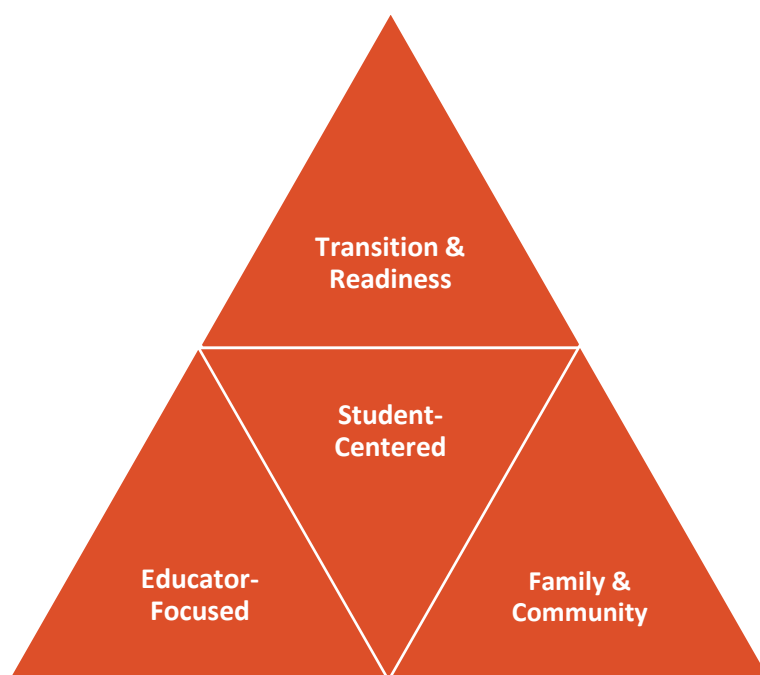 Transition &
Readiness
Student-
Centered
Educator-
Focused
Family &
Community